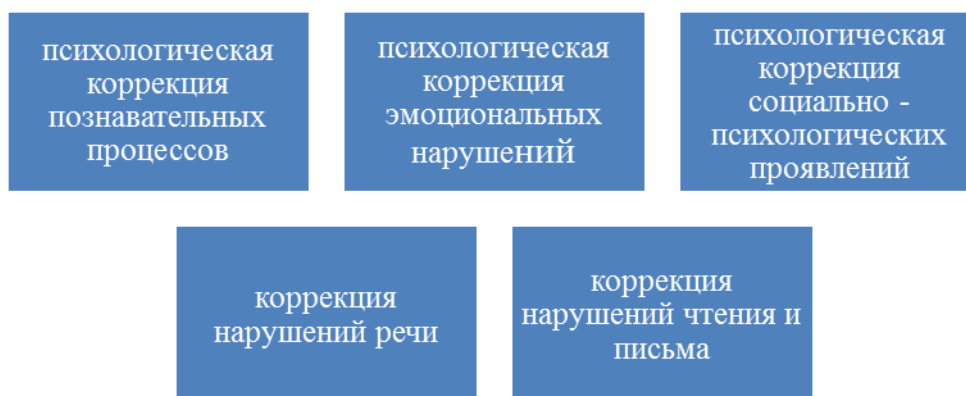 психологическая
коррекция
познавательных
процессов
психологическая
коррекция
эмоциональных
нарушений
психологическая
коррекция
социально -
психологических
проявлений
коррекция
нарушений речи
коррекция
нарушений чтения и
письма